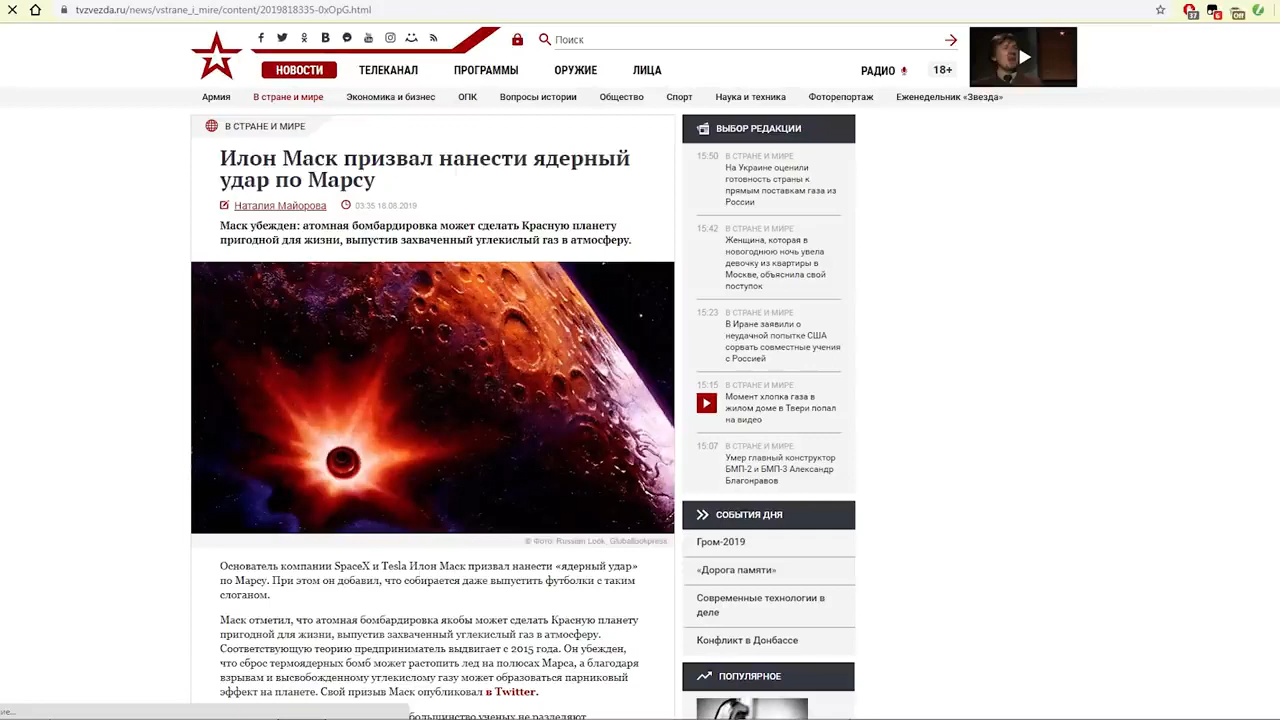 tvzvezda.ru/news/vstrane_i_mire/content/2019818335-0xOpG.html
37
6
Off
Поиск
НОВОСТИ
ТЕЛЕКАНАЛ
ПРОГРАММЫ
ОРУЖИЕ
ЛИЦА
РАДИО
18+
Армия
В стране и мире
Экономика и бизнес
ОПК
Вопросы истории
Общество
Спорт
Наука и техника
Фоторепортаж
Еженедельник «Звезда»
В СТРАНЕ И МИРЕ
Илон Маск призвал нанести ядерный
удар по Марсу
Наталия Майорова
03:35 18.08.2019
Маск убежден: атомная бомбардировка может сделать Красную планету
пригодной для жизни, выпустив захваченный углекислый газ в атмосферу.
© Фото: Russian Look, Globallookpress
Основатель компании SpaceX и Tesla Илон Маск призвал нанести «ядерный удар»
по Марсу. При этом он добавил, что собирается даже выпустить футболки с таким
слоганом.
Маск отметил, что атомная бомбардировка якобы может сделать Красную планету
пригодной для жизни, выпустив захваченный углекислый газ в атмосферу.
Соответствующую теорию предприниматель выдвигает с 2015 года. Он убежден,
что сброс термоядерных бомб может растопить лед на полюсах Марса, а благодаря
взрывам и высвобожденному углекислому газу может образоваться парниковый
эффект на планете. Свой призыв Маск опубликовал в Twitter.
большинство ученых не разделяют
ВЫБОР РЕДАКЦИИ
15:50 В СТРАНЕ И МИРЕ
На Украине оценили
готовность страны к
прямым поставкам газа из
России
15:42 В СТРАНЕ И МИРЕ
Женщина, которая в
новогоднюю ночь увела
девочку из квартиры в
Москве, объяснила свой
поступок
15:23 В СТРАНЕ И МИРЕ
В Иране заявили о
неудачной попытке США
сорвать совместные учения
с Россией
15:15 В СТРАНЕ И МИРЕ
Момент хлопка газа в
жилом доме в Твери попал
на видео
15:07 В СТРАНЕ И МИРЕ
Умер главный конструктор
БМП-2 и БМП-3 Александр
Благонравов
СОБЫТИЯ ДНЯ
Гром-2019
«Дорога памяти»
Современные технологии в
деле
Конфликт в Донбассе
ПОПУЛЯРНОЕ